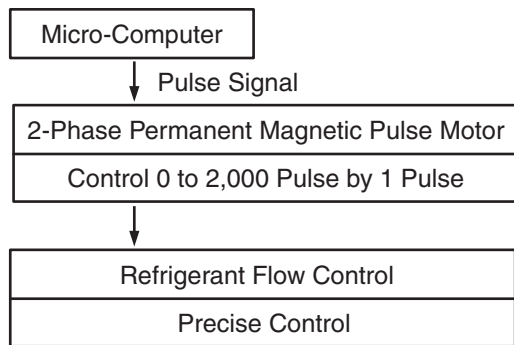 Micro-Computer
Pulse Signal
2-Phase Permanent Magnetic Pulse Motor
Control 0 to 2,000 Pulse by 1 Pulse
Refrigerant Flow Control
Precise Control